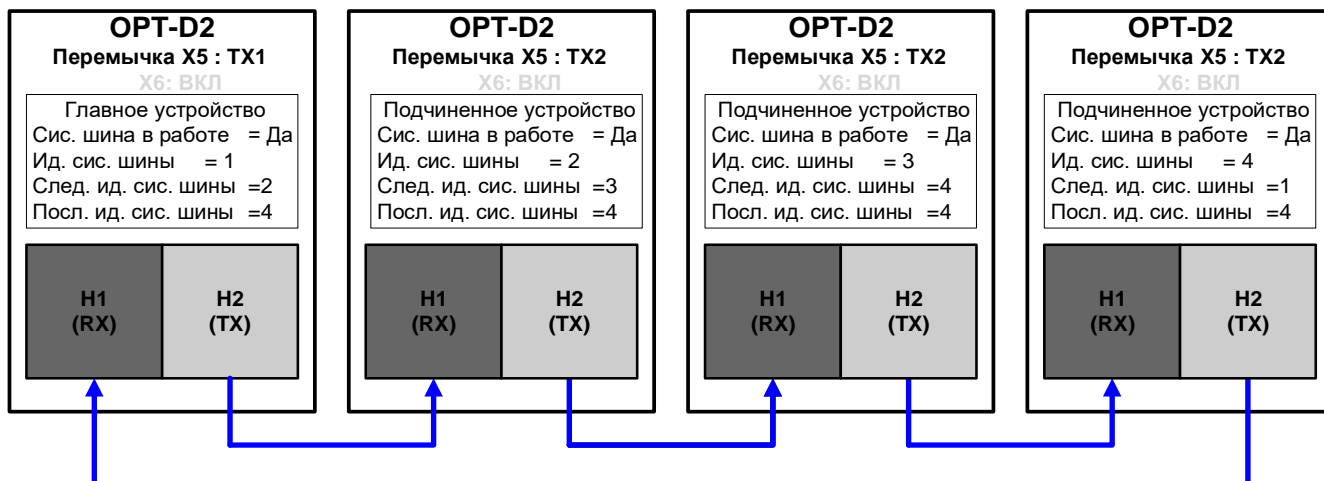 OPT-D2
Перемычка X5 : TX1
X6: ВКЛ
Главное устройство
Сис. шина в работе = Да
Ид. сис. шины = 1
След. ид. сис. шины =2
Посл. ид. сис. шины =4
H1
(RX)
H2
(TX)
OPT-D2
Перемычка X5 : TX2
X6: ВКЛ
Подчиненное устройство
Сис. шина в работе = Да
Ид. сис. шины = 2
След. ид. сис. шины =3
Посл. ид. сис. шины =4
H1
(RX)
H2
(TX)
OPT-D2
Перемычка X5 : TX2
X6: ВКЛ
Подчиненное устройство
Сис. шина в работе = Да
Ид. сис. шины = 3
След. ид. сис. шины =4
Посл. ид. сис. шины =4
H1
(RX)
H2
(TX)
OPT-D2
Перемычка X5 : TX2
X6: ВКЛ
Подчиненное устройство
Сис. шина в работе = Да
Ид. сис. шины = 4
След. ид. сис. шины =1
Посл. ид. сис. шины =4
H1
(RX)
H2
(TX)